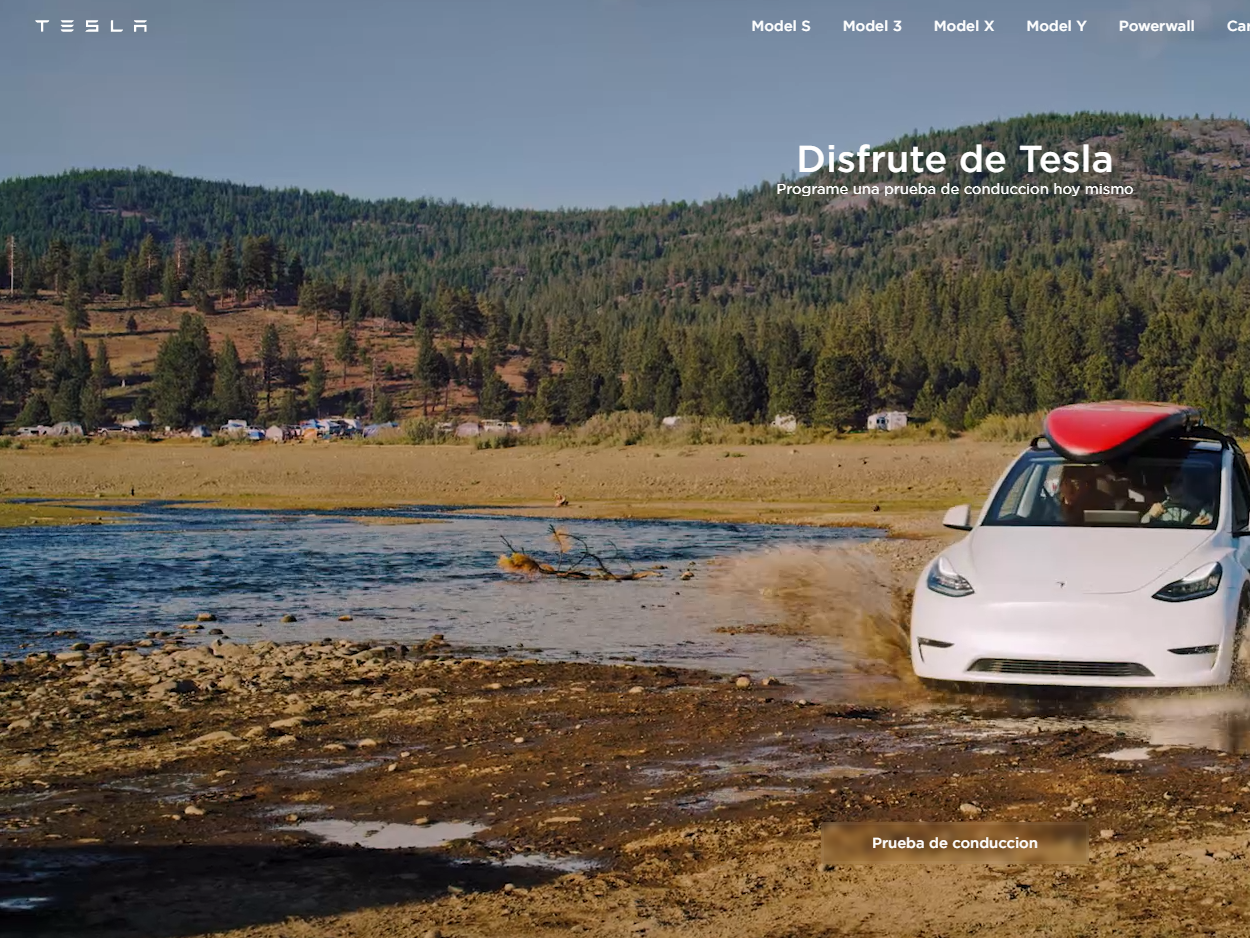 TESLA
Model S Model 3 Model X Model Y Powerwall
Disfrute de Tesla
Programe una prueba de conduccion hoy mismo
Prueba de conduccion